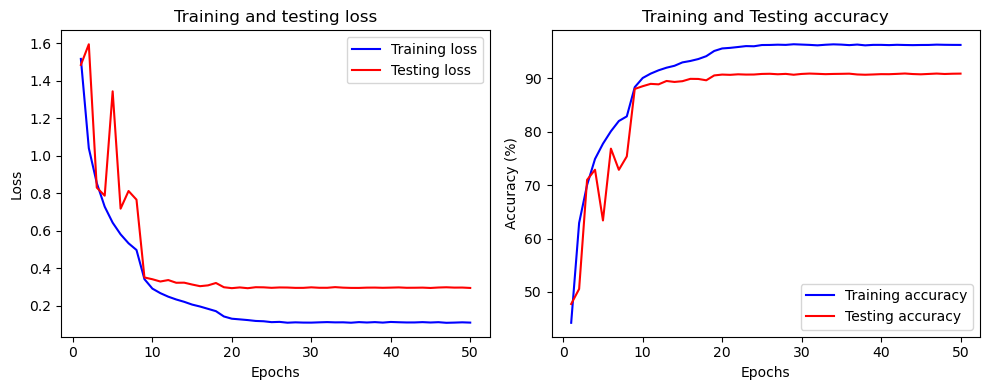 Training and testing loss
1.6
1.4
1.2
1.0
0.8
0.6
0.4
0.2
Loss
Training loss
Testing loss
0 10 20 30 40 50
Epochs
Training and Testing accuracy
90
80
70
60
50
Accuracy (%)
Training accuracy
Testing accuracy
0 10 20 30 40 50
Epochs